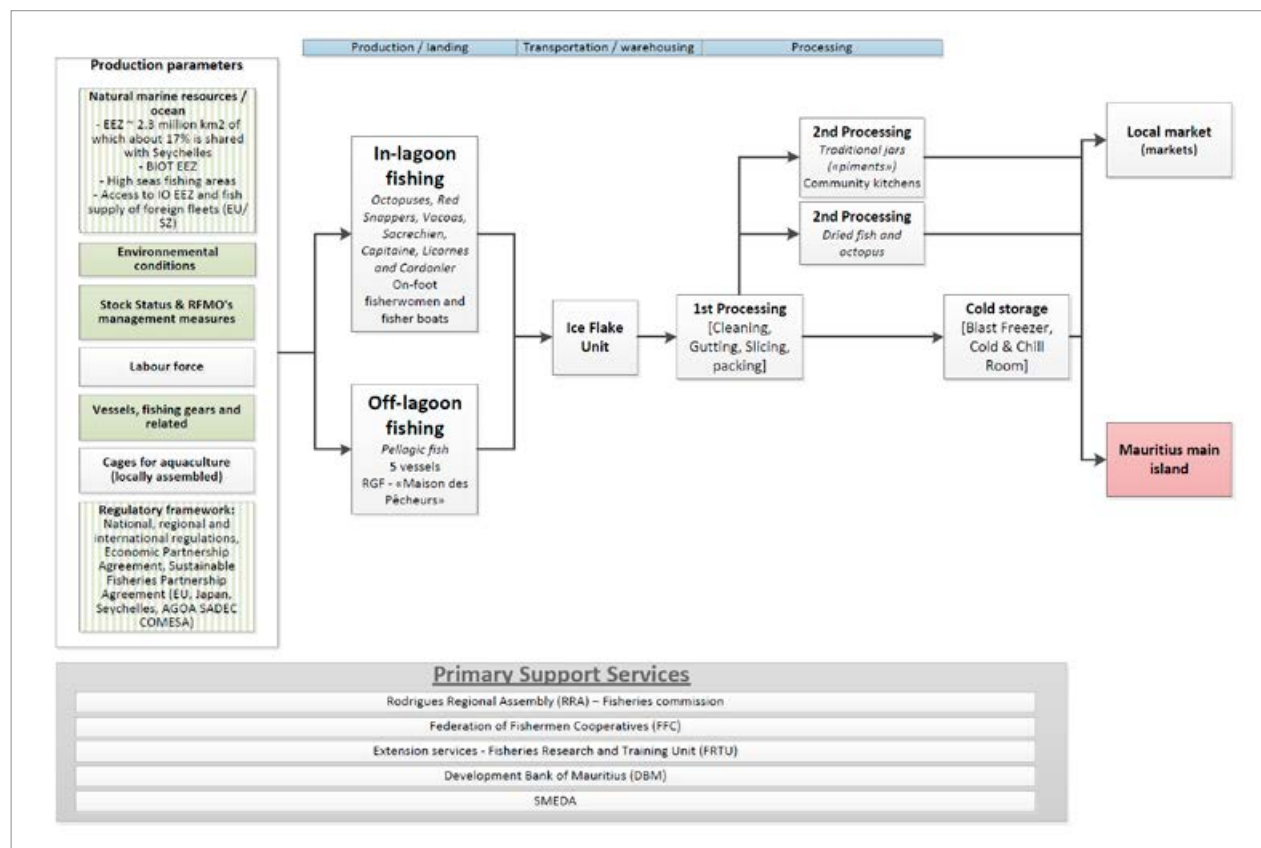 Production / landing
Transportation / warehousing
Processing
Production parameters
Natural marine resources /
ocean
- EEZ ~ 2.3 million km2 of
which about 17% is shared
with Seychelles
- BIOT EEZ
- High seas fishing areas
- Access to IO EEZ and fish
supply of foreign fleets (EU/
SZ)
Environnemental
conditions
Stock Status & RFMO's
management measures
Labour force
Vessels, fishing gears and
related
Cages for aquaculture
(locally assembled)
Regulatory framework:
National, regional and
international regulations,
Economic Partnership
Agreement, Sustainable
Fisheries Partnership
Agreement (EU, Japan,
Seychelles, AGOA SADEC
COMESA)
In-lagoon
fishing
Octopuses, Red
Snappers, Vacoas,
Sacrechien,
Capitaine, Licornes
and Cordonier
On-foot
fisherwomen and
fisher boats
Off-lagoon
fishing
Pellagic fish
5 vessels
RGF - «Maison des
Pêcheurs»
Ice Flake
Unit
1st Processing
[Cleaning,
Gutting, Slicing,
packing]
2nd Processing
Traditional jars
(«piments»)
Community kitchens
2nd Processing
Dried fish and
octopus
Cold storage
[Blast Freezer,
Cold & Chill
Room]
Local market
(markets)
Mauritius main
island
Primary Support Services
Rodrigues Regional Assembly (RRA) – Fisheries commission
Federation of Fishermen Cooperatives (FFC)
Extension services - Fisheries Research and Training Unit (FRTU)
Development Bank of Mauritius (DBM)
SMEDA